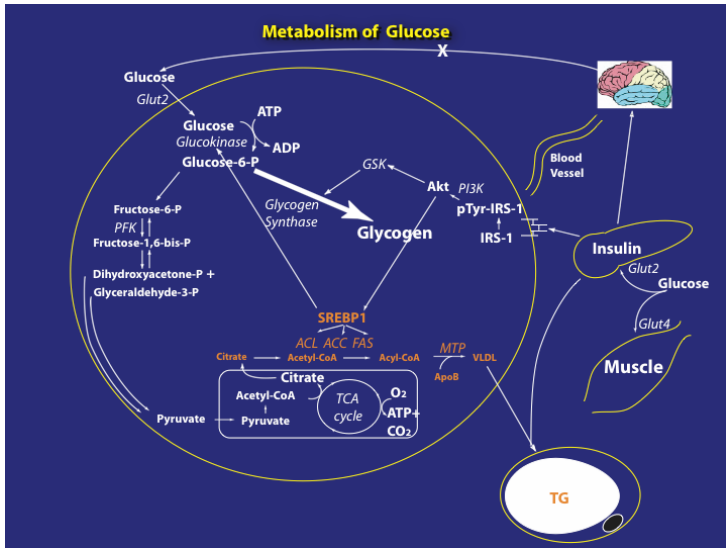 Metabolism of Glucose
X
Glucose
Glut2
Glucose
Glucokinase
Glucose-6-P
ATP
ADP
GSK
Glycogen
Synthase
Glycogen
Akt
PI3K
pTyr-IRS-1
IRS-1
Blood
Vessel
Insulin
Glut2
Glucose
Glut4
Muscle
Fructose-6-P
PFK
Fructose-1,6-bis-P
Dihydroxyacetone-P +
Glyceraldehyde-3-P
SREBP1
ACL ACC FAS
Citrate
Acetyl-CoA
Acyl-CoA
MTP
VLDL
ApoB
Citrate
Acetyl-CoA
TCA
cycle
O2
ATP+
CO2
Pyruvate
Pyruvate
TG